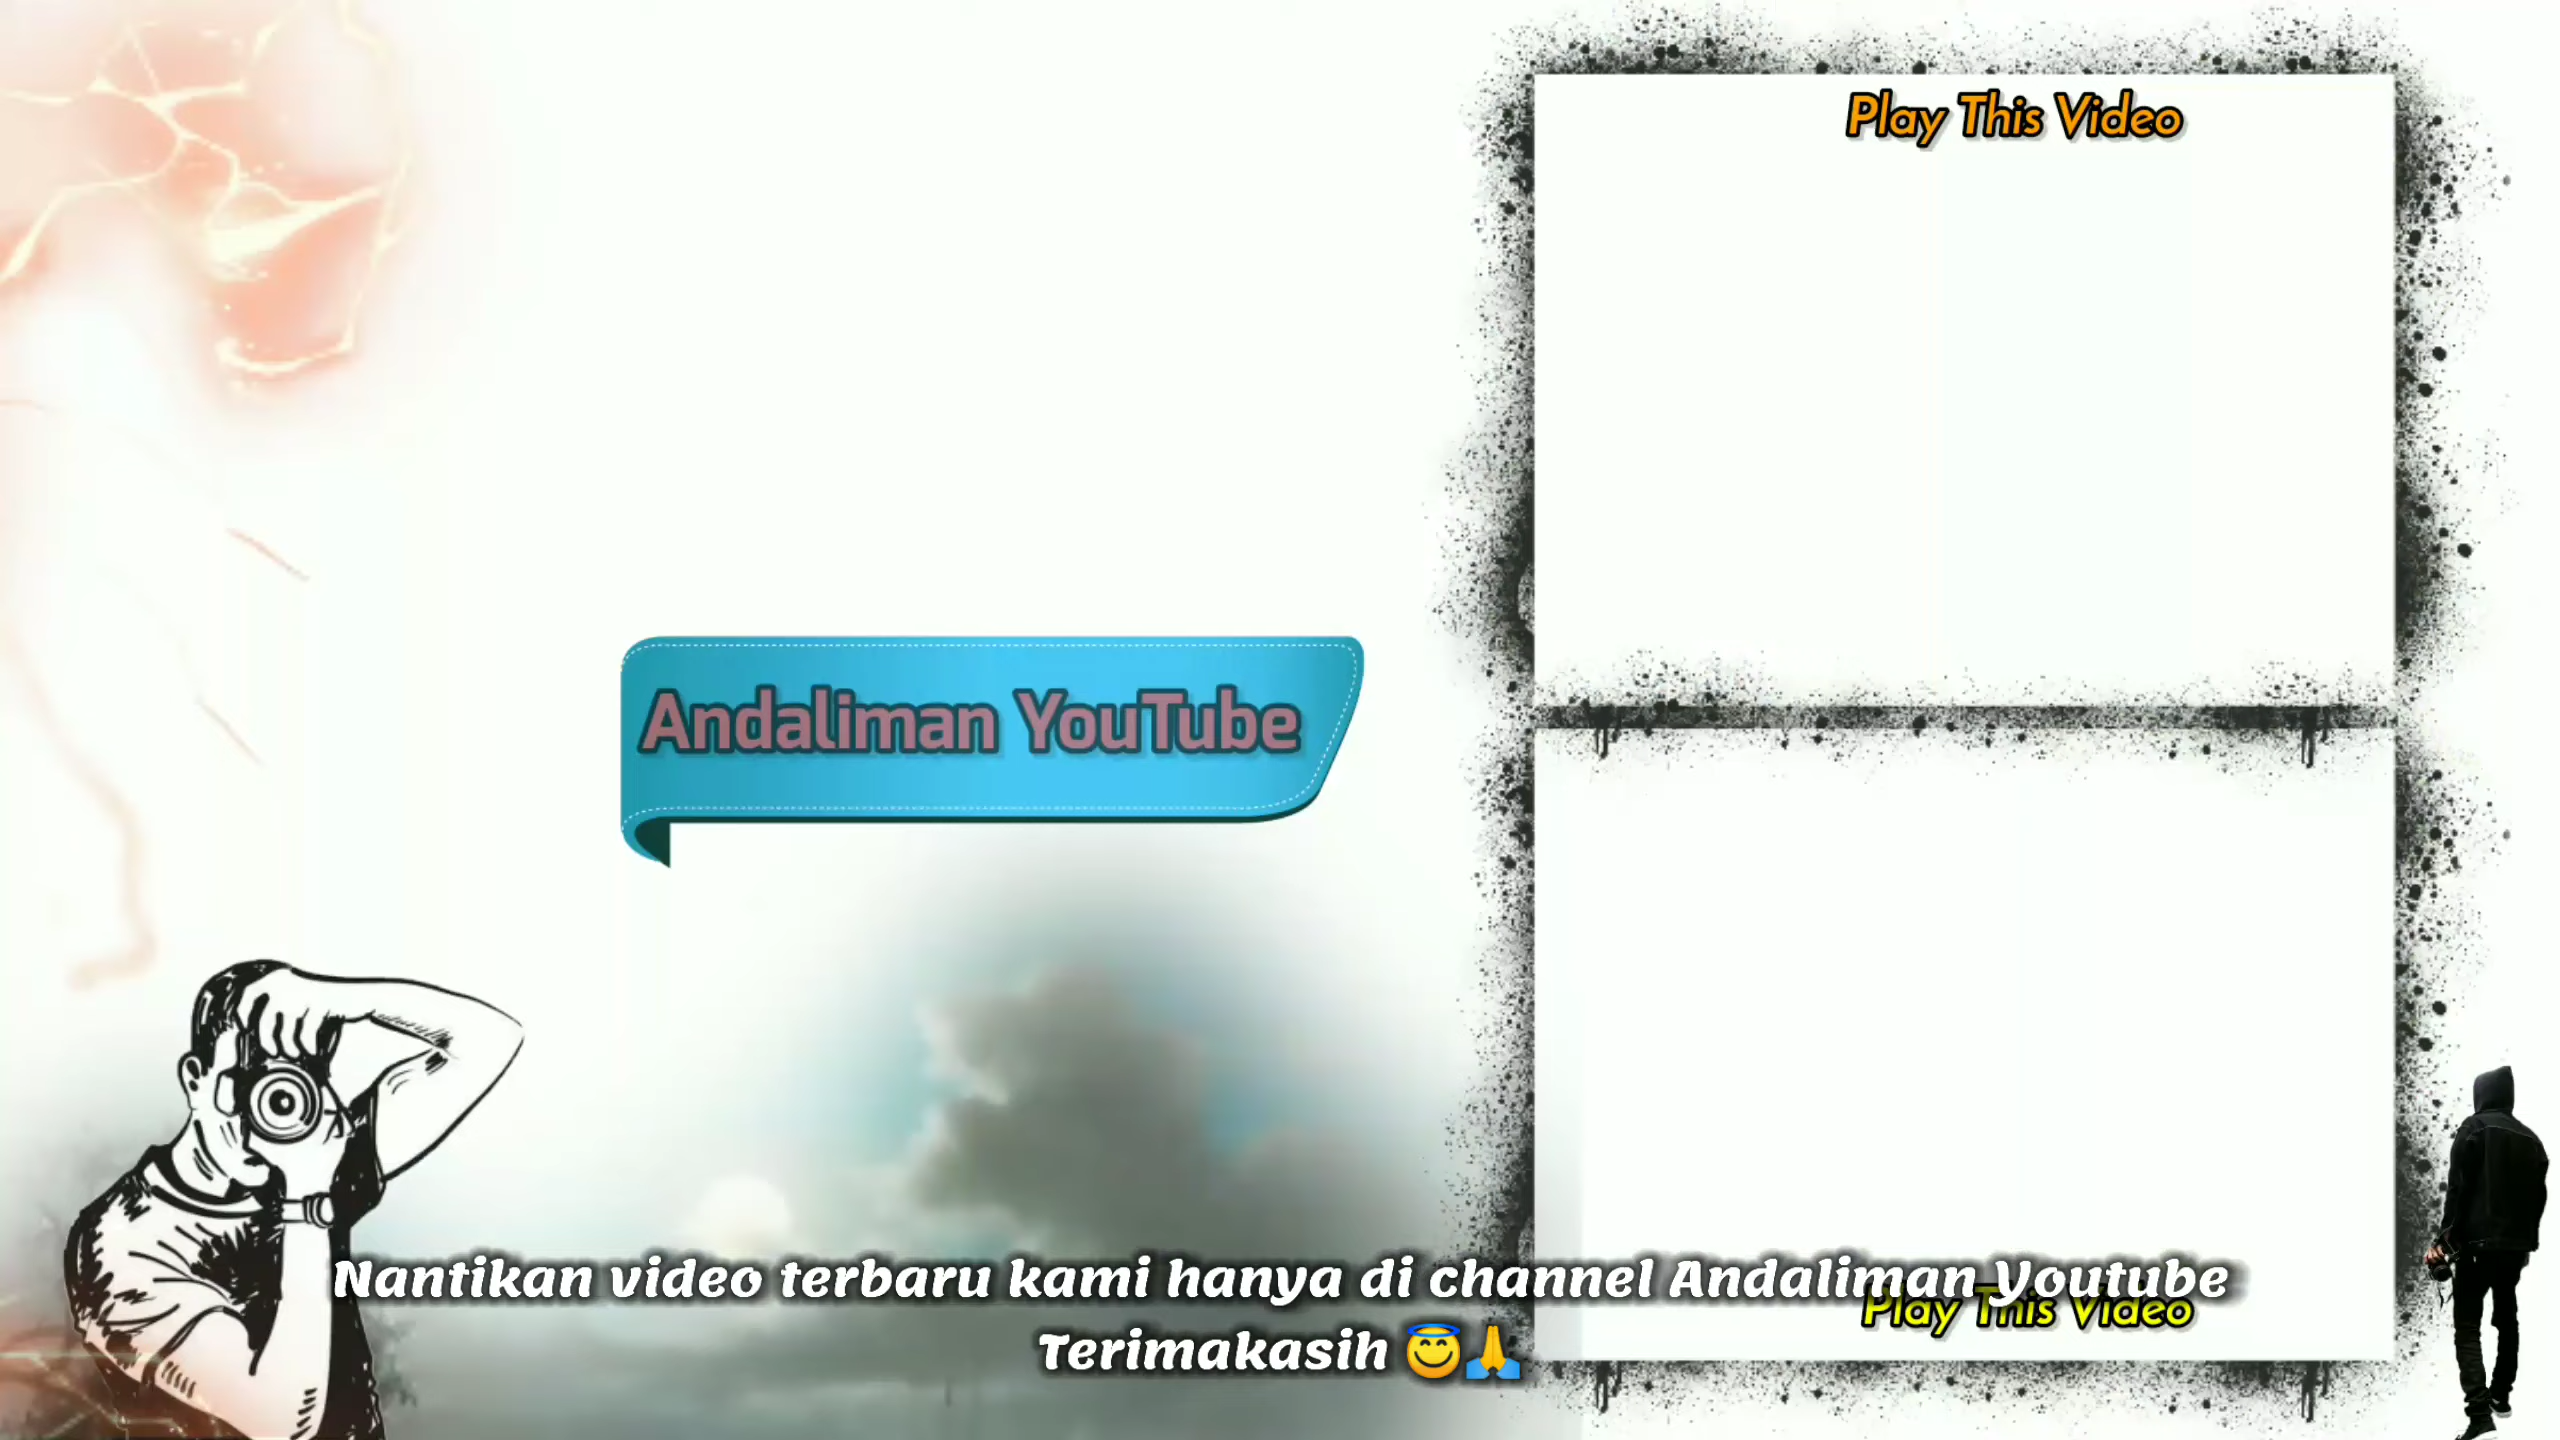 Play This Video
Andaliman YouTube
Nantikan video terbaru kami hanya di channel Andaliman Youtube
Play This Video
Terimakasih 😇🙏